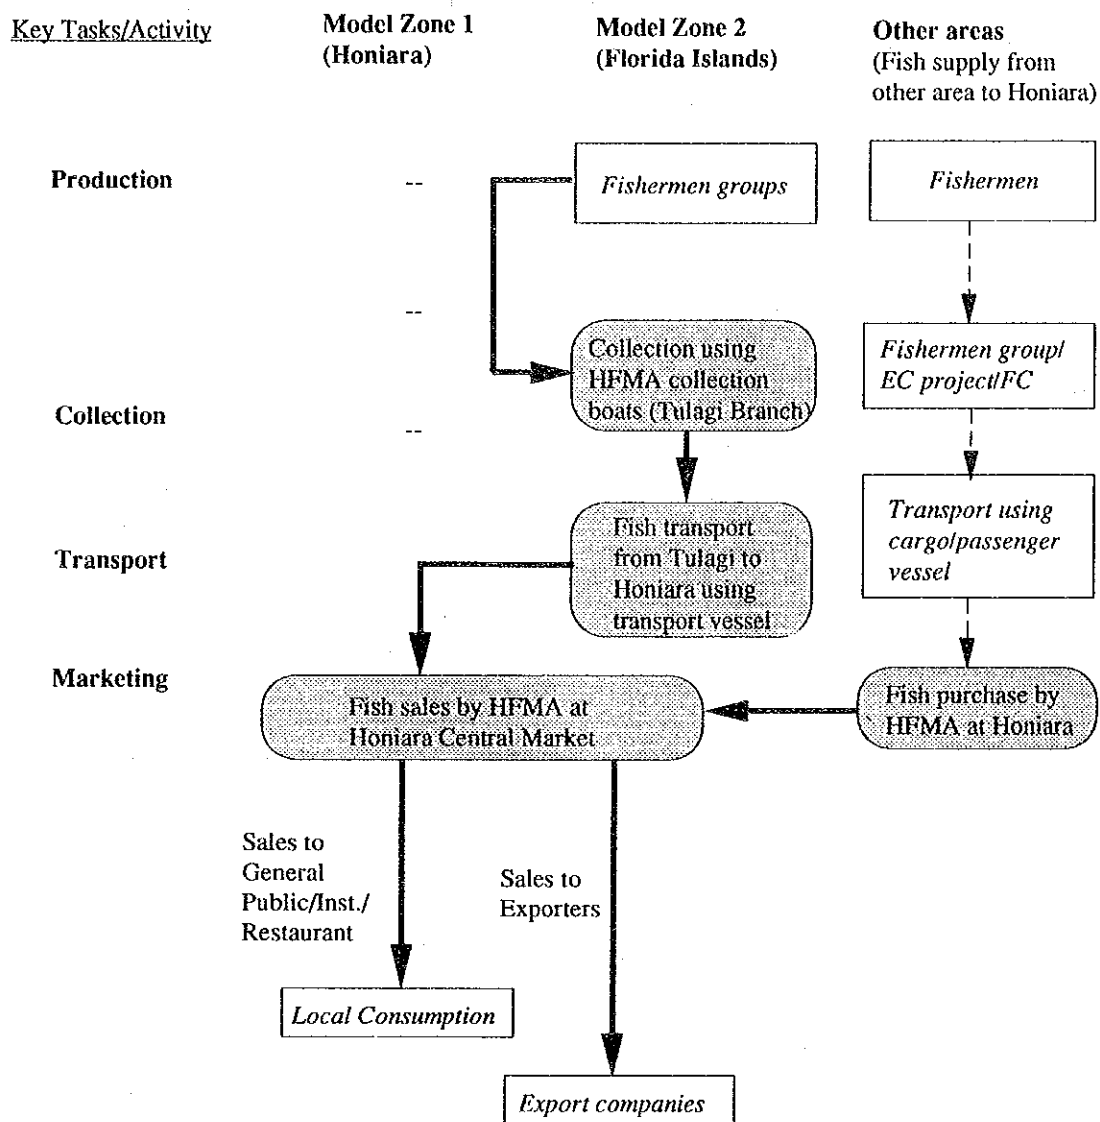 Key Tasks/Activity
Model Zone 1
(Honiara)
Model Zone 2
(Florida Islands)
Other areas
(Fish supply from
other area to Honiara)
Production
--
Fishermen groups
Fishermen
--
Collection using
HFMA collection
boats (Tulagi Branch)
Fishermen group/
EC project/FC
Collection
--
Transport
Fish transport
from Tulagi to
Honiara using
transport vessel
Transport using
cargo/passenger
vessel
Marketing
Fish sales by HFMA at
Honiara Central Market
Fish purchase by
HFMA at Honiara
Sales to
General
Public/Inst./
Restaurant
Sales to
Exporters
Local Consumption
Export companies